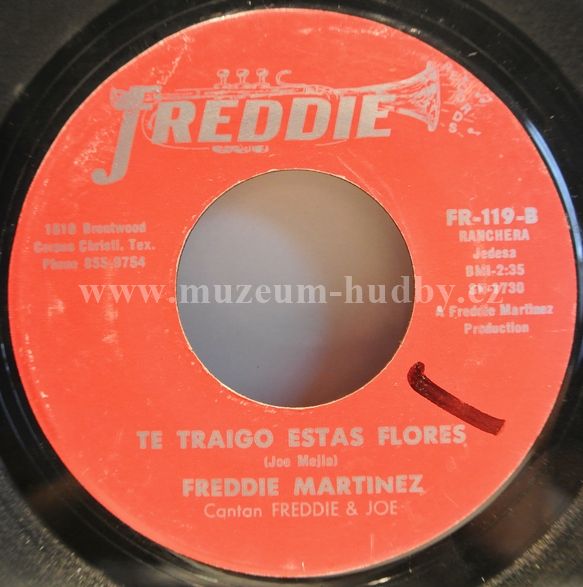 FREDDIE
RECORDS
1610 Brentwood
Corpus Christi, Tex.
Phone 855-9754
FR-119-B
RANCHERA
Jedesa
BMI-2:35
A Freddie Martinez
Production
www.muzeum-hudby.cz
TE TRAIGO ESTAS FLORES
(Joe Mejia)
FREDDIE MARTINEZ
Cantan FREDDIE & JOE